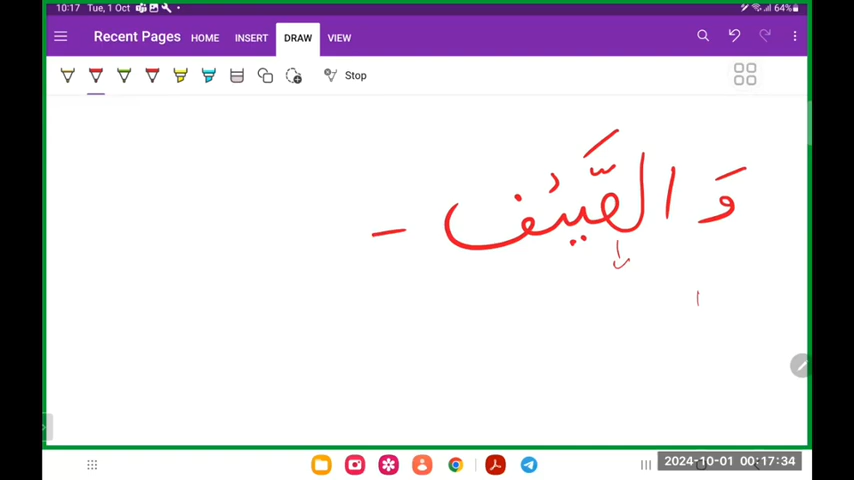 10:17 Tue, 1 Oct 64%
Recent Pages HOME INSERT DRAW VIEW
Stop
وَ الصَّيْف -
2024-10-01 00:17:34